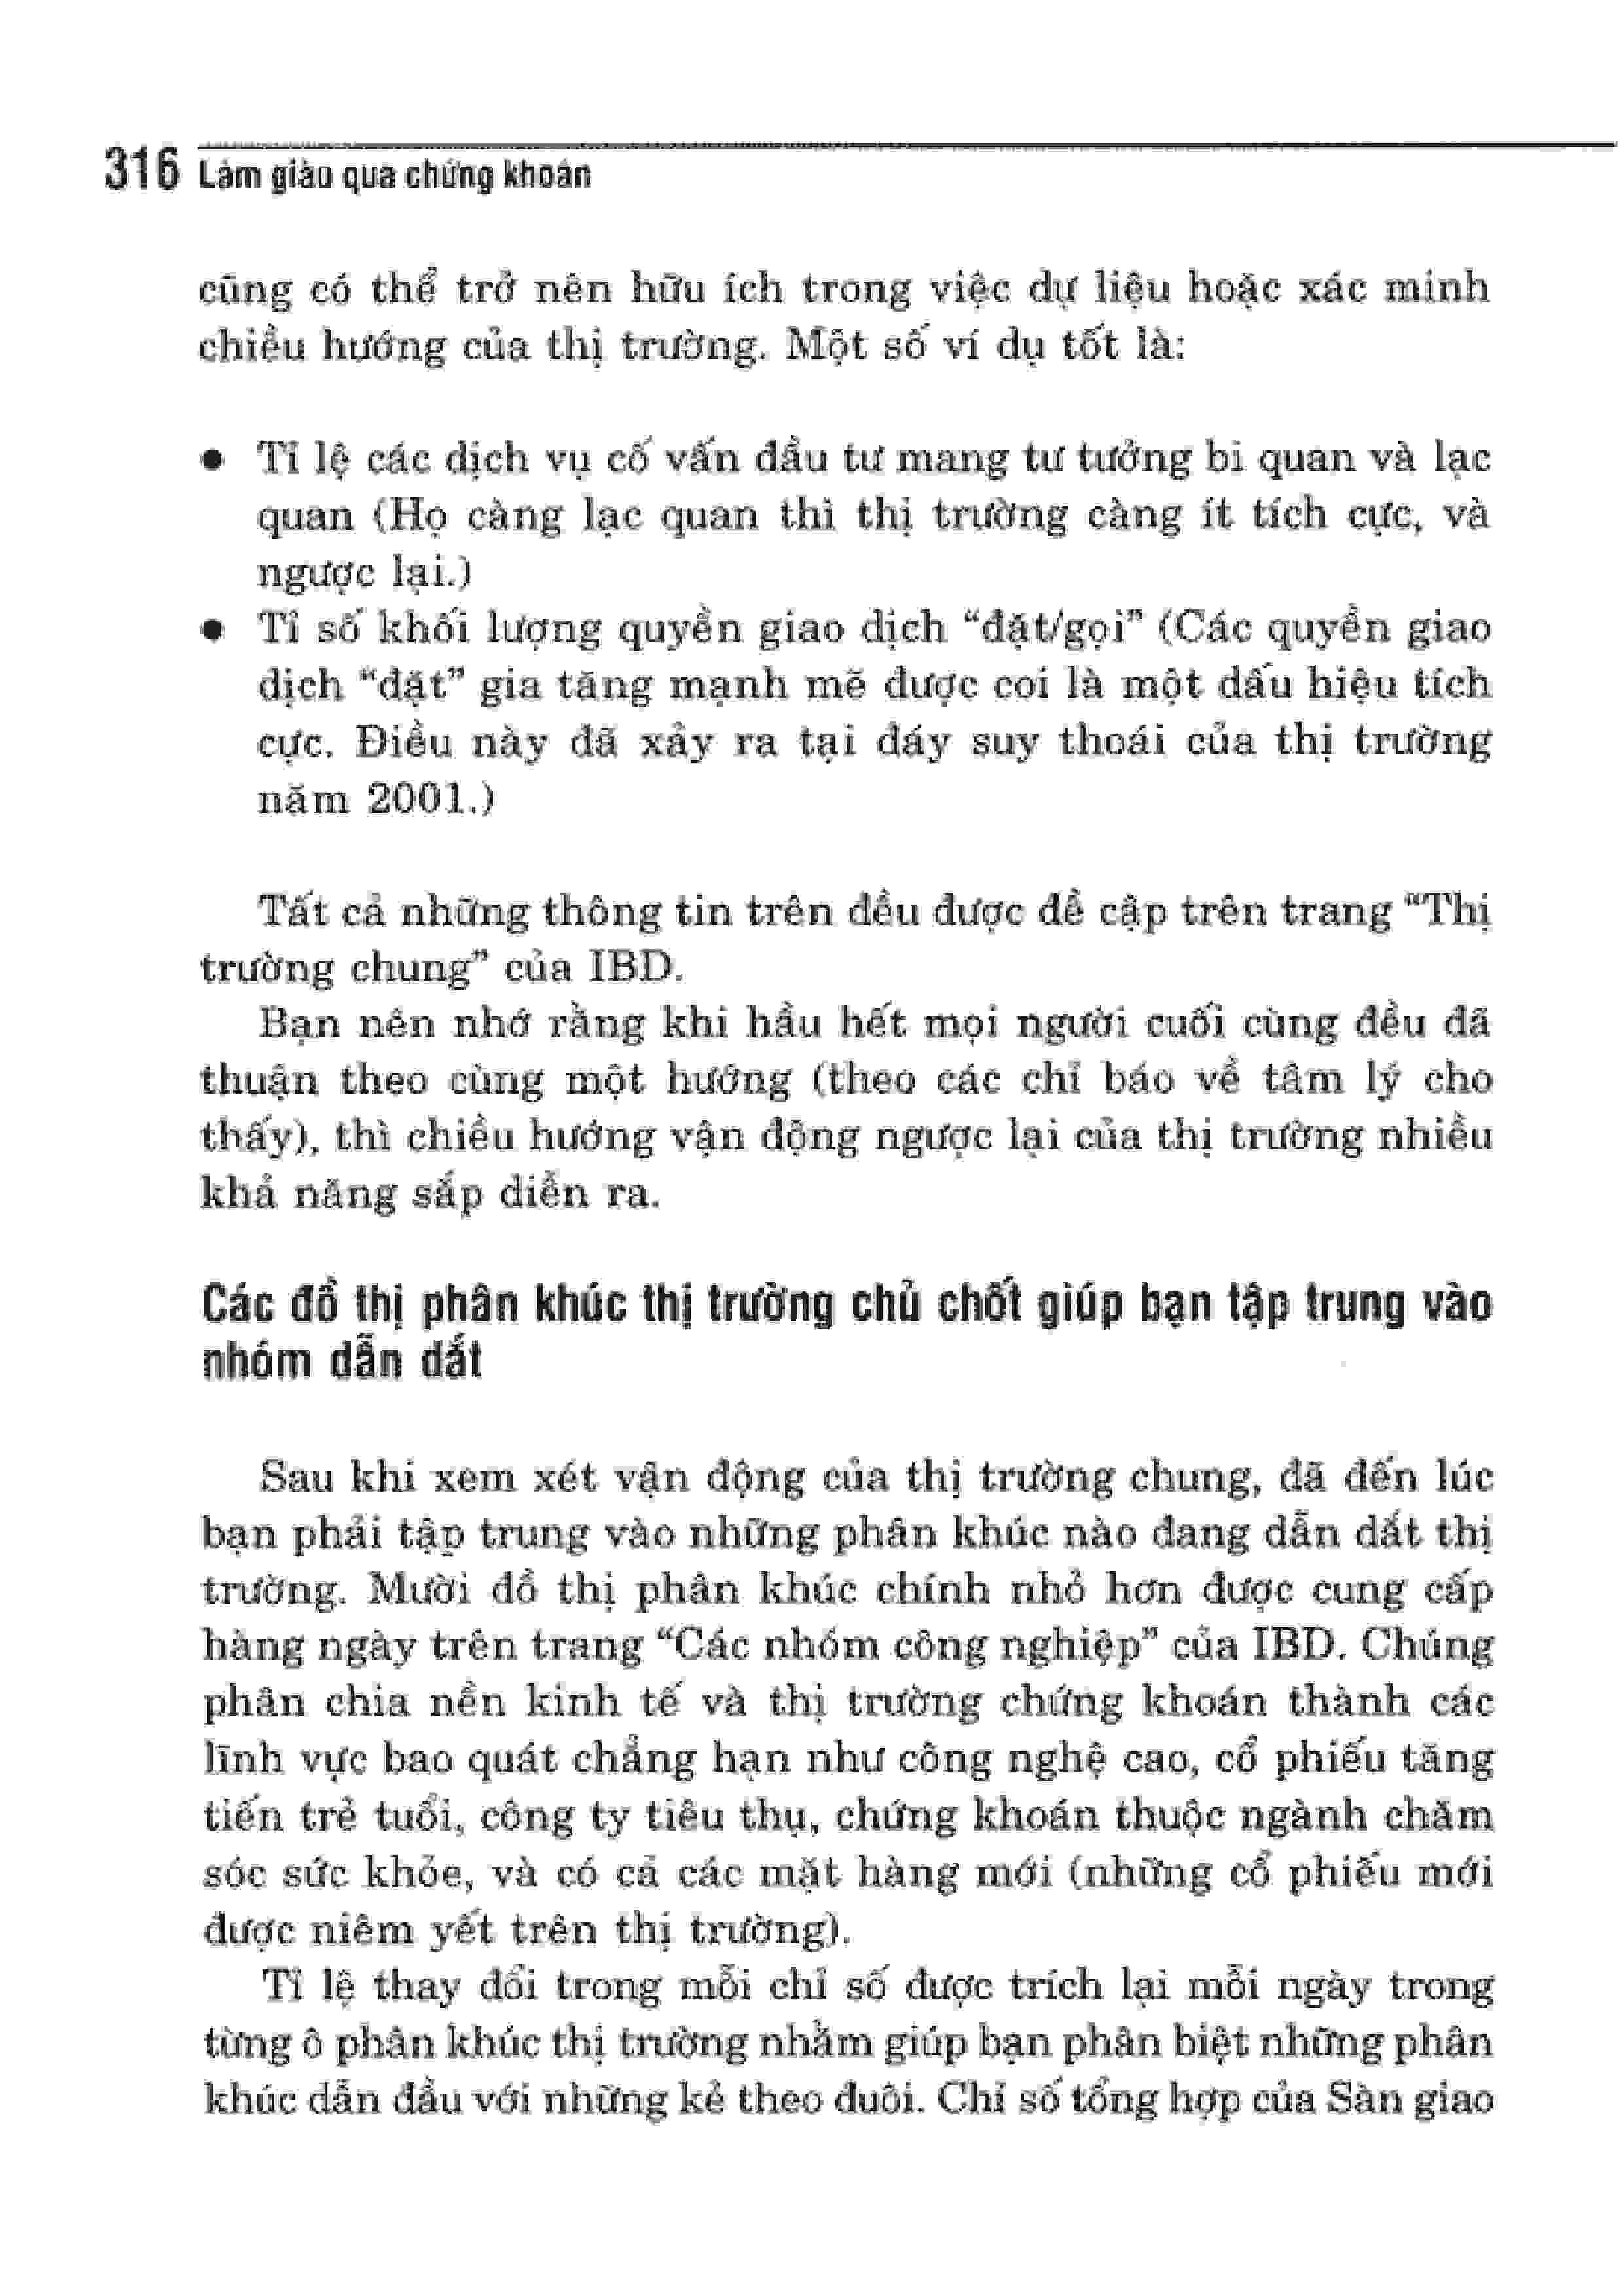 316 Làm giàu qua chứng khoán
cũng có thể trở nên hữu ích trong việc dự liệu hoặc xác minh
chiều hướng của thị trường. Một số ví dụ tốt là:
● Tỉ lệ các dịch vụ cố vấn đầu tư mang tư tưởng bi quan và lạc
quan (Họ càng lạc quan thì thị trường càng ít tích cực, và
ngược lại.)
● Tỉ số khối lượng quyền giao dịch “đặt/gọi” (Các quyền giao
dịch “đặt” gia tăng mạnh mẽ được coi là một dấu hiệu tích
cực. Điều này đã xảy ra tại đáy suy thoái của thị trường
năm 2001.)
Tất cả những thông tin trên đều được đề cập trên trang “Thị
trường chung” của IBD.
Bạn nên nhớ rằng khi hầu hết mọi người cuối cùng đều đã
thuận theo cùng một hướng (theo các chỉ báo về tâm lý cho
thấy), thì chiều hướng vận động ngược lại của thị trường nhiều
khả năng sắp diễn ra.
Các đồ thị phân khúc thị trường chủ chốt giúp bạn tập trung vào
nhóm dẫn dắt
Sau khi xem xét vận động của thị trường chung, đã đến lúc
bạn phải tập trung vào những phân khúc nào đang dẫn dắt thị
trường. Mười đồ thị phân khúc chính nhỏ hơn được cung cấp
hàng ngày trên trang “Các nhóm công nghiệp” của IBD. Chúng
phân chia nền kinh tế và thị trường chứng khoán thành các
lĩnh vực bao quát chẳng hạn như công nghệ cao, cổ phiếu tăng
tiến trẻ tuổi, công ty tiêu thụ, chứng khoán thuộc ngành chăm
sóc sức khỏe, và có cả các mặt hàng mới (những cổ phiếu mới
được niêm yết trên thị trường).
Tỉ lệ thay đổi trong mỗi chỉ số được trích lại mỗi ngày trong
từng ô phân khúc thị trường nhằm giúp bạn phân biệt những phân
khúc dẫn đầu với những kẻ theo đuôi. Chỉ số tổng hợp của Sàn giao